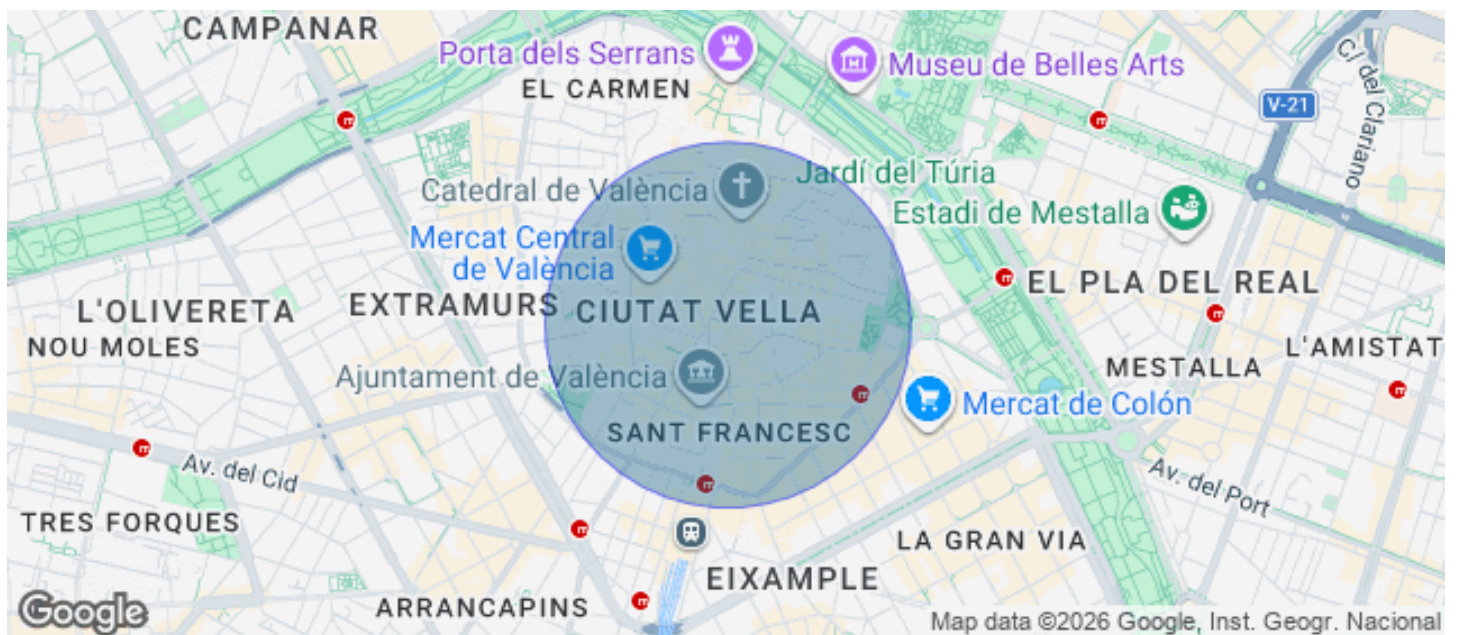 CAMPANAR
Porta dels Serrans
EL CARMEN
Museu de Belles Arts
V-21
Cí del Clariano
Catedral de València
Jardí del Túria
Estadi de Mestalla
Mercat Central
de València
EXTRAMURS
CIUTAT VELLA
EL PLA DEL REAL
L'OLIVERETA
NOU MOLES
L'AMISTAT
MESTALLA
Ajuntament de València
Mercat de Colón
SANT FRANCESC
Av. del Cid
Av. del Port
TRES FORQUES
LA GRAN VIA
EIXAMPLE
ARRANCAPINS
Google
Map data ©2026 Google, Inst. Geogr. Nacional